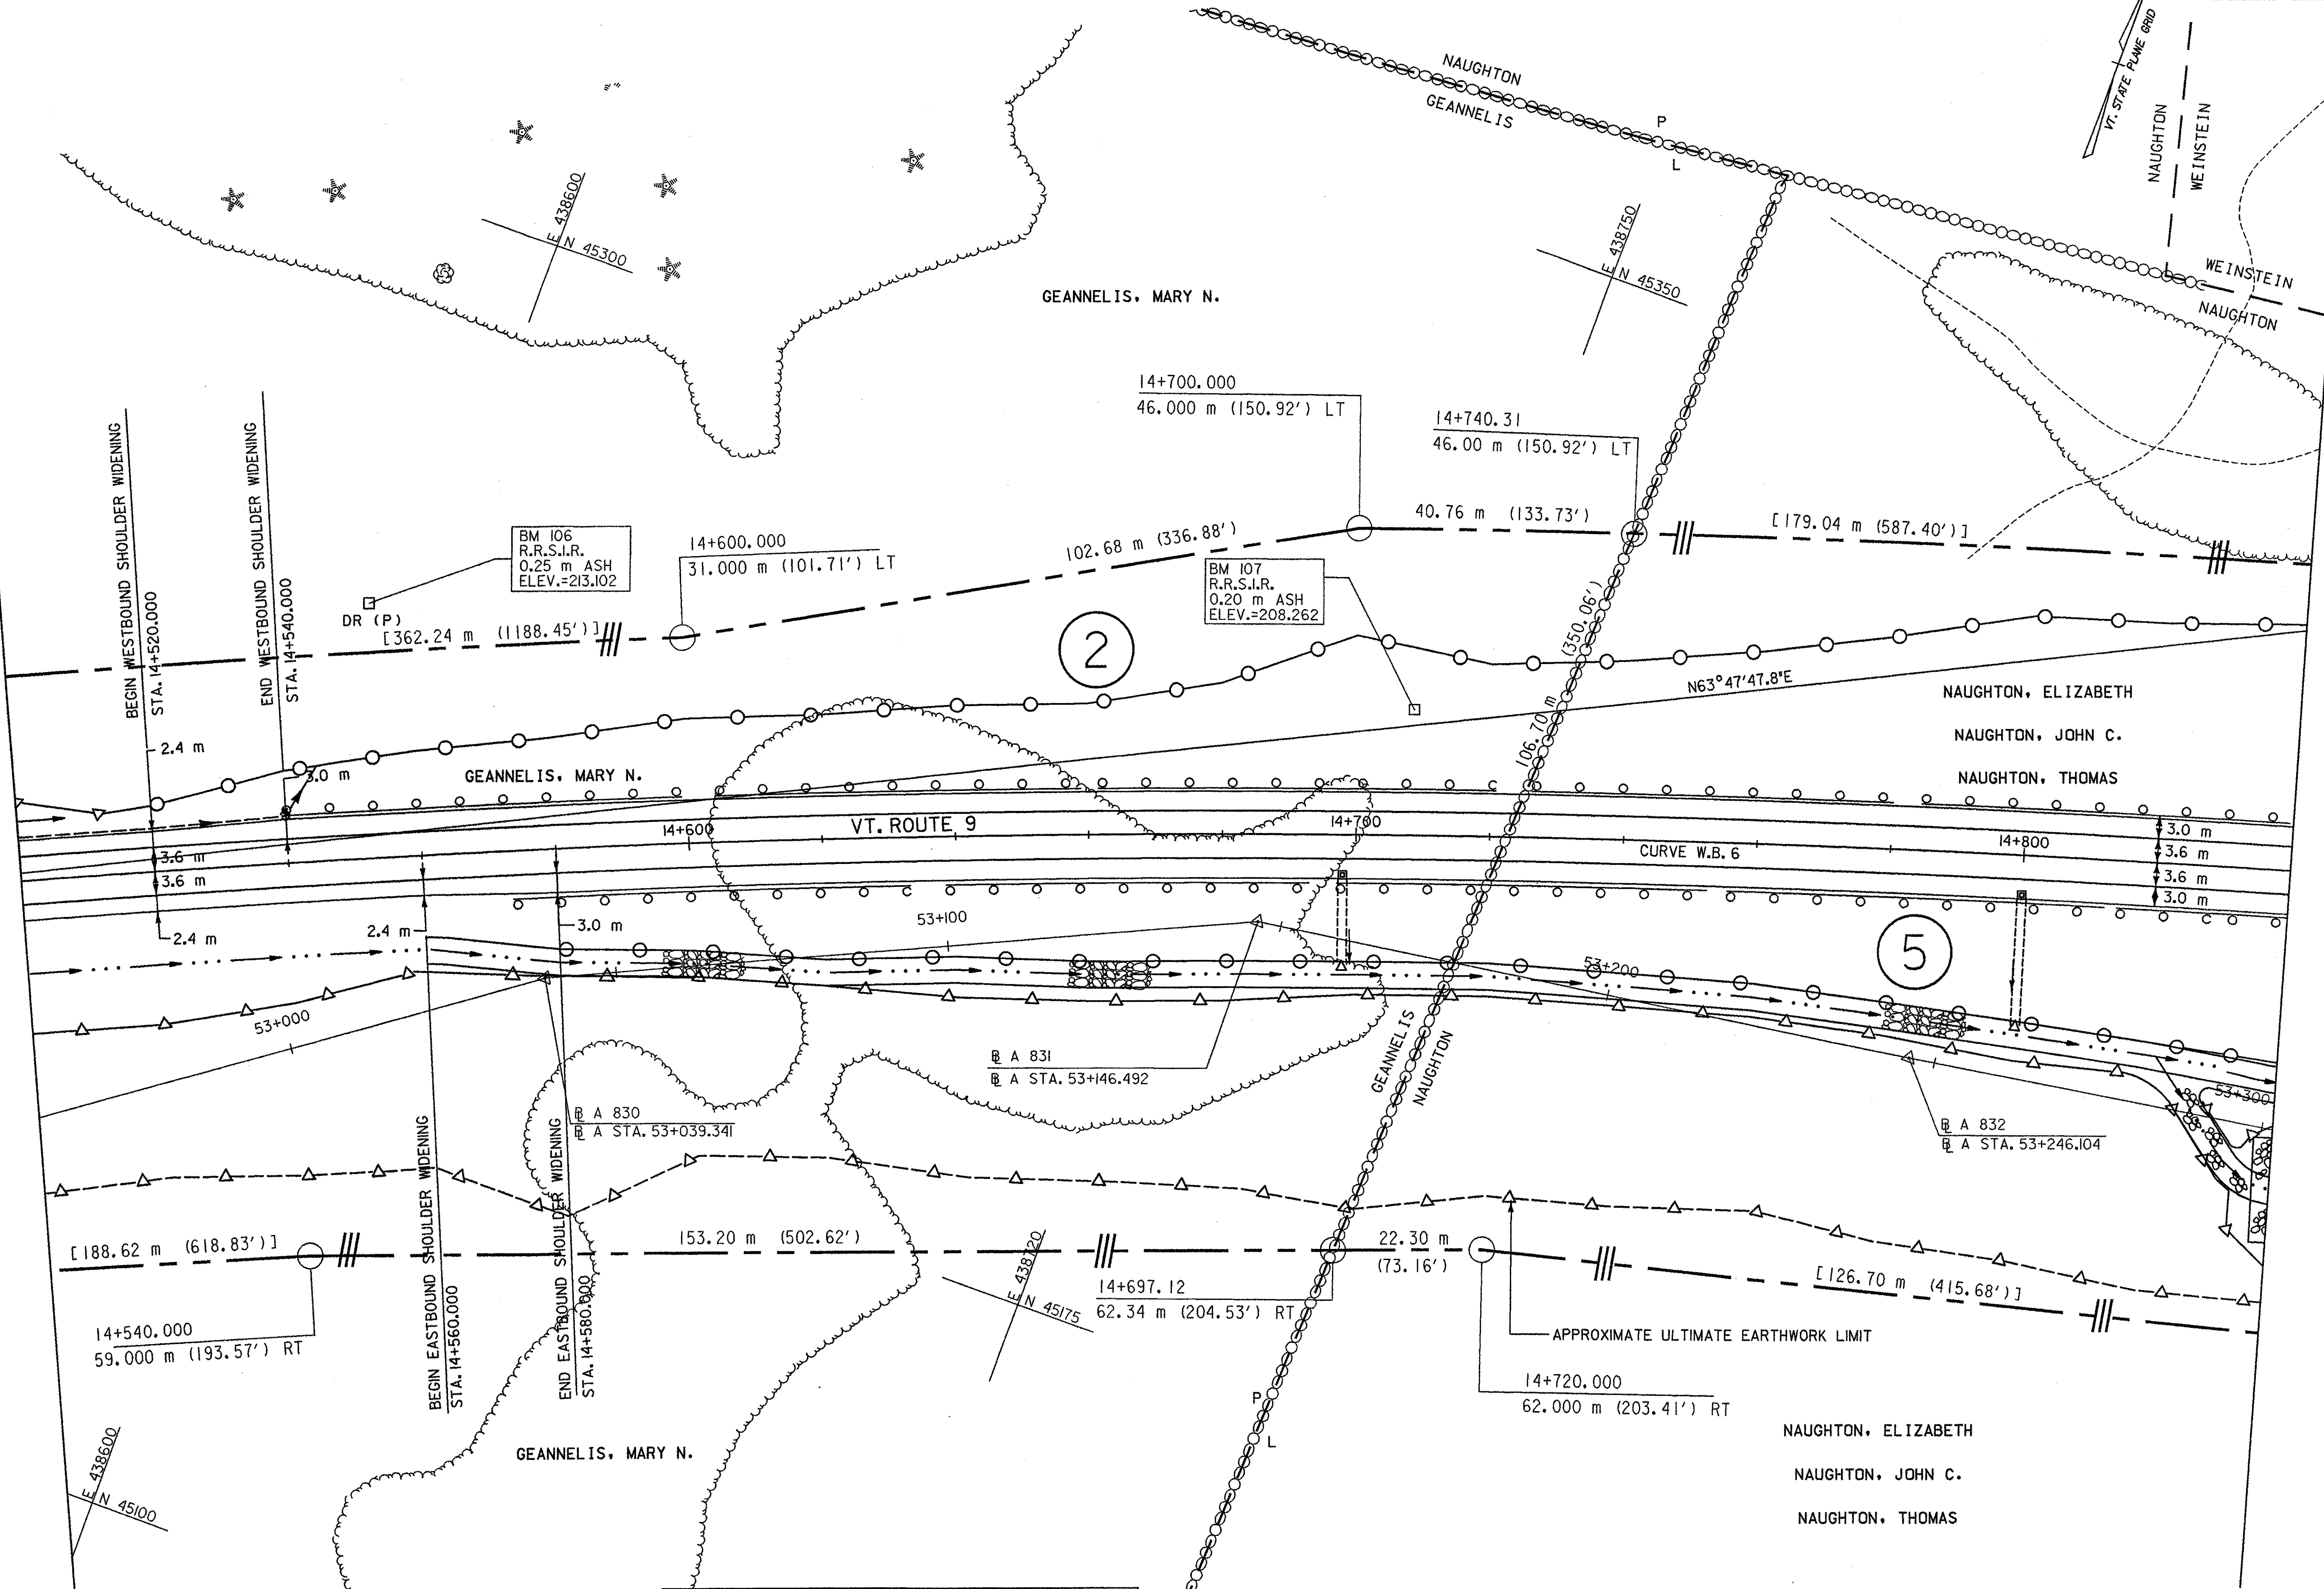 NAUGHTON
GEANNELIS
P
L
VT. STATE PLANE GRID
NAUGHTON
WEINSTEIN
WEINSTEIN
NAUGHTON
E 438600
N 45300
E 438750
N 45350
GEANNELIS, MARY N.
14+700.000
46.000 m (150.92') LT
14+740.31
46.00 m (150.92') LT
BEGIN WESTBOUND SHOULDER WIDENING
STA. 14+520.000
END WESTBOUND SHOULDER WIDENING
STA. 14+540.000
BM 106
R.R.S.I.R.
0.25 m ASH
ELEV.=213.102
DR (P)
[362.24 m (1188.45')]
14+600.000
31.000 m (101.71') LT
102.68 m (336.88')
40.76 m (133.73')
[179.04 m (587.40')]
BM 107
R.R.S.I.R.
0.20 m ASH
ELEV.=208.262
2
106.70 m (350.06')
N63°47'47.8"E
NAUGHTON, ELIZABETH
NAUGHTON, JOHN C.
NAUGHTON, THOMAS
2.4 m
3.0 m
GEANNELIS, MARY N.
14+600
VT. ROUTE 9
14+700
CURVE W.B. 6
14+800
3.0 m
3.6 m
3.6 m
3.0 m
3.6 m
3.6 m
2.4 m
2.4 m
3.0 m
53+000
53+100
53+200
53+300
5
BL A 831
BL A STA. 53+146.492
BL A 830
BL A STA. 53+039.341
BL A 832
BL A STA. 53+246.104
GEANNELIS
NAUGHTON
BEGIN EASTBOUND SHOULDER WIDENING
STA. 14+560.000
END EASTBOUND SHOULDER WIDENING
STA. 14+580.000
[188.62 m (618.83')]
153.20 m (502.62')
22.30 m
(73.16')
[126.70 m (415.68')]
14+540.000
59.000 m (193.57') RT
E 438720
N 45175
14+697.12
62.34 m (204.53') RT
APPROXIMATE ULTIMATE EARTHWORK LIMIT
14+720.000
62.000 m (203.41') RT
P
L
GEANNELIS, MARY N.
E 438600
N 45100
NAUGHTON, ELIZABETH
NAUGHTON, JOHN C.
NAUGHTON, THOMAS